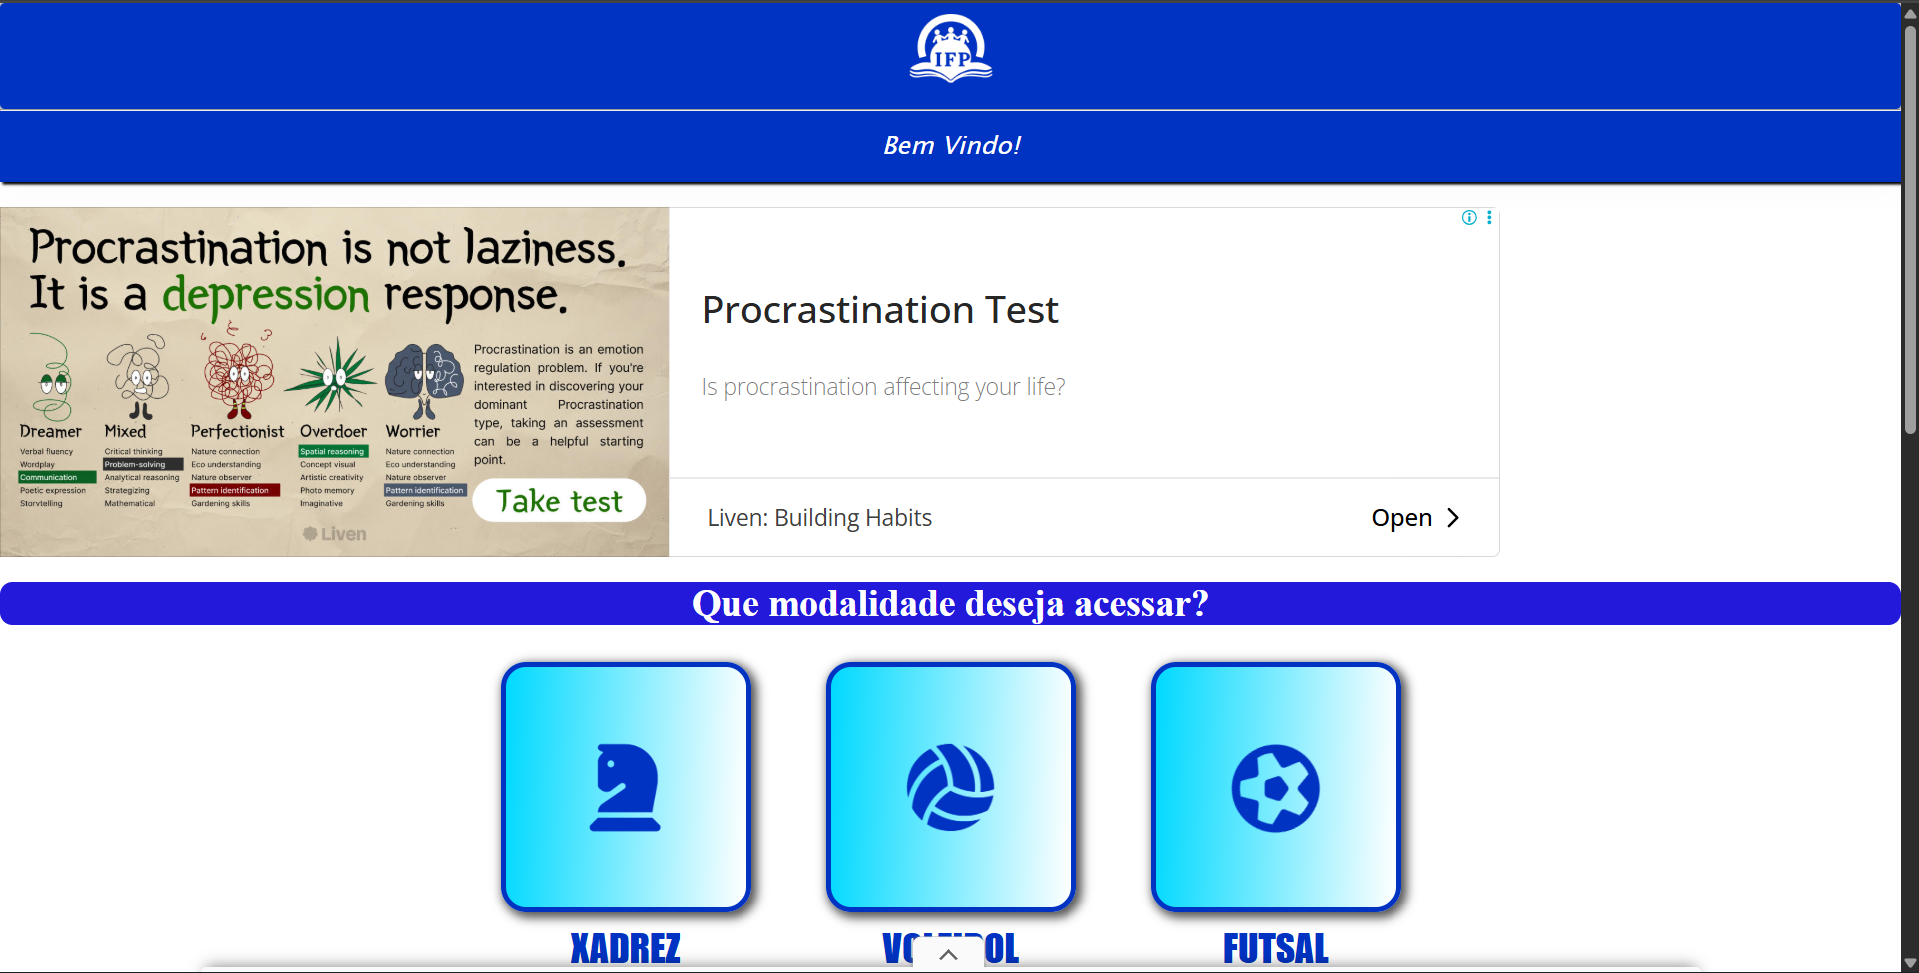 IFP
Bem Vindo!
Procrastination is not laziness.
It is a depression response.
Procrastination is an emotion
regulation problem. If you're
interested in discovering your
dominant Procrastination
type, taking an assessment
can be a helpful starting
point.
Dreamer
Verbal fluency
Wordplay
Communication
Poetic expression
Storytelling
Mixed
Critical thinking
Problem-solving
Analytical reasoning
Strategizing
Mathematical
Perfectionist
Nature connection
Eco understanding
Nature observer
Pattern identification
Gardening skills
Overdoer
Spatial reasoning
Concept visual
Artistic creativity
Photo memory
Imaginative
Worrier
Nature connection
Eco understanding
Nature observer
Pattern identification
Gardening skills
Take test
Liven
Procrastination Test
Is procrastination affecting your life?
Liven: Building Habits
Open
Que modalidade deseja acessar?
XADREZ
FUTSAL